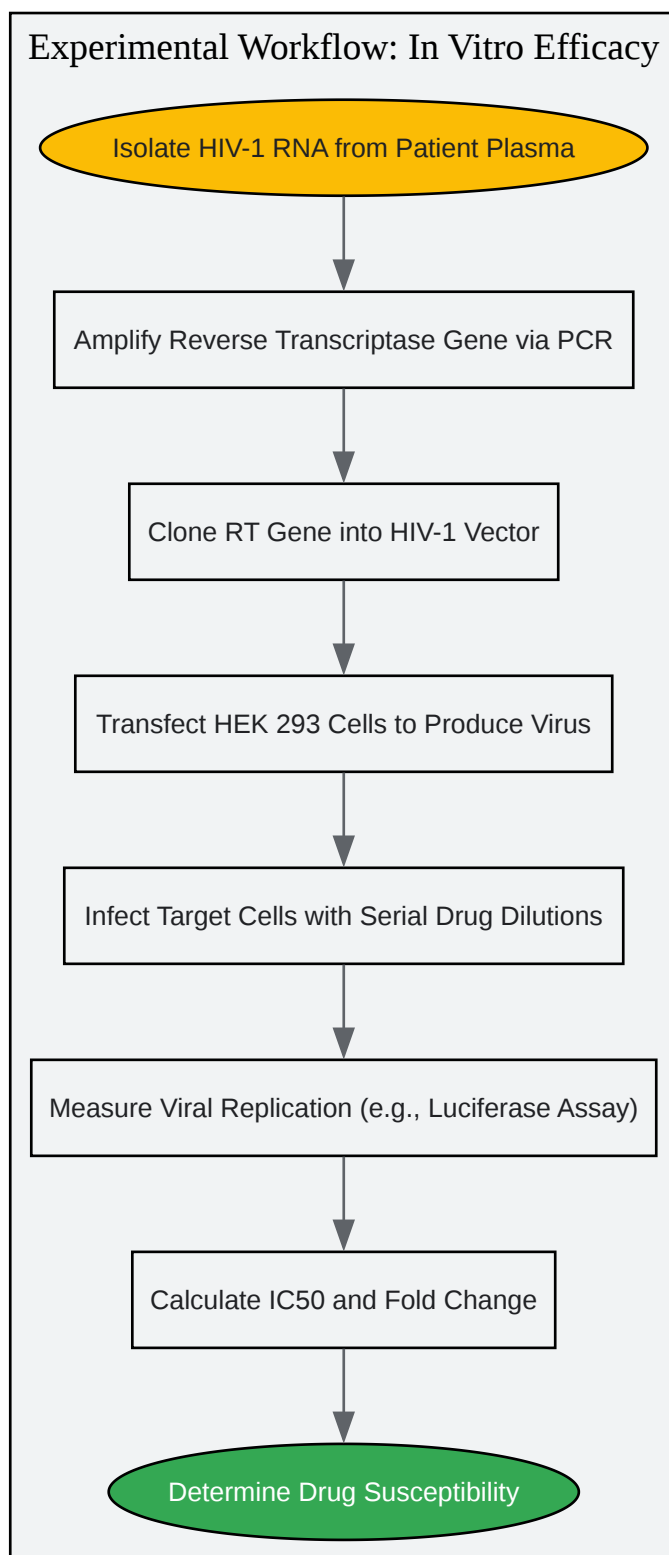 Experimental Workflow: In Vitro Efficacy
Isolate HIV-1 RNA from Patient Plasma
Amplify Reverse Transcriptase Gene via PCR
Clone RT Gene into HIV-1 Vector
Transfect HEK 293 Cells to Produce Virus
Infect Target Cells with Serial Drug Dilutions
Measure Viral Replication (e.g., Luciferase Assay)
Calculate IC50 and Fold Change
Determine Drug Susceptibility